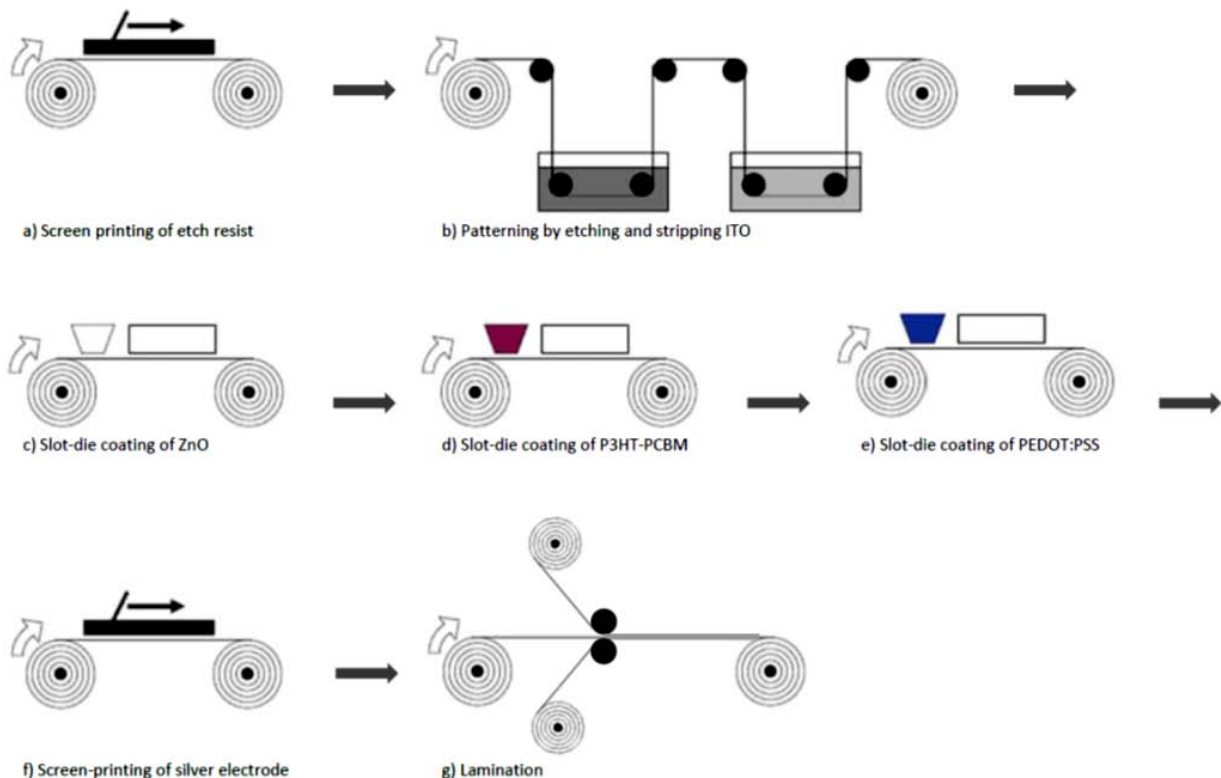 a) Screen printing of etch resist
b) Patterning by etching and stripping ITO
c) Slot-die coating of ZnO
d) Slot-die coating of P3HT-PCBM
e) Slot-die coating of PEDOT:PSS
f) Screen-printing of silver electrode
g) Lamination